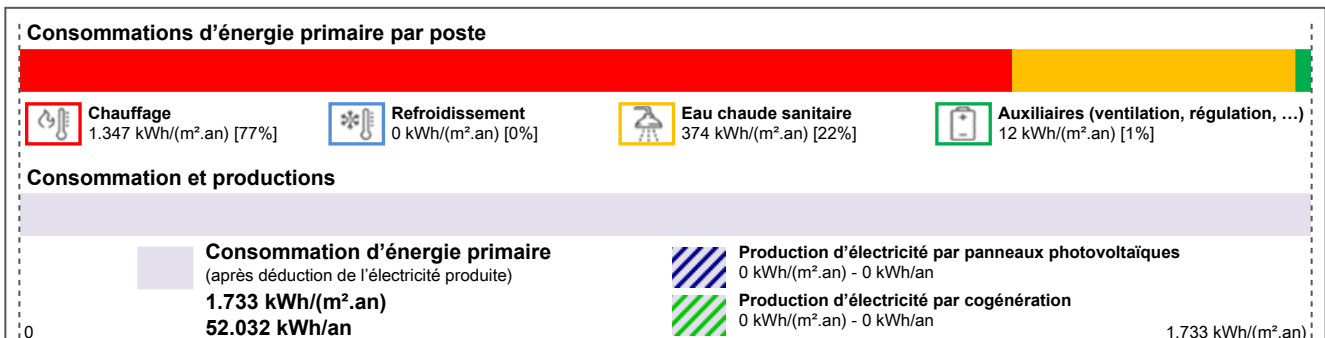 Consommations d'énergie primaire par poste
Chauffage
1.347 kWh/(m².an) [77%]
Refroidissement
0 kWh/(m².an) [0%]
Eau chaude sanitaire
374 kWh/(m².an) [22%]
Auxiliaires (ventilation, régulation, …)
12 kWh/(m².an) [1%]
Consommation et productions
Consommation d'énergie primaire
(après déduction de l'électricité produite)
1.733 kWh/(m².an)
52.032 kWh/an
Production d'électricité par panneaux photovoltaïques
0 kWh/(m².an) - 0 kWh/an
Production d'électricité par cogénération
0 kWh/(m².an) - 0 kWh/an
0
1.733 kWh/(m².an)